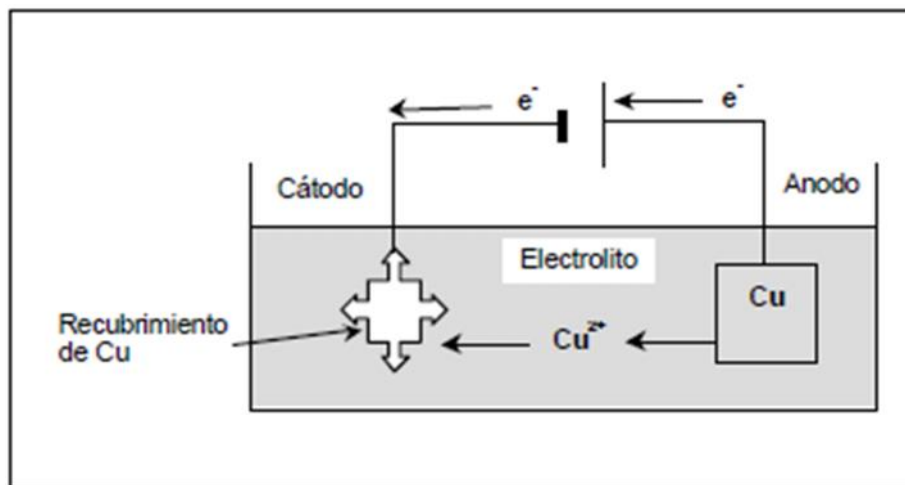 e⁻
e⁻
Cátodo
Anodo
Electrolito
Cu
Recubrimiento
de Cu
Cu²⁺